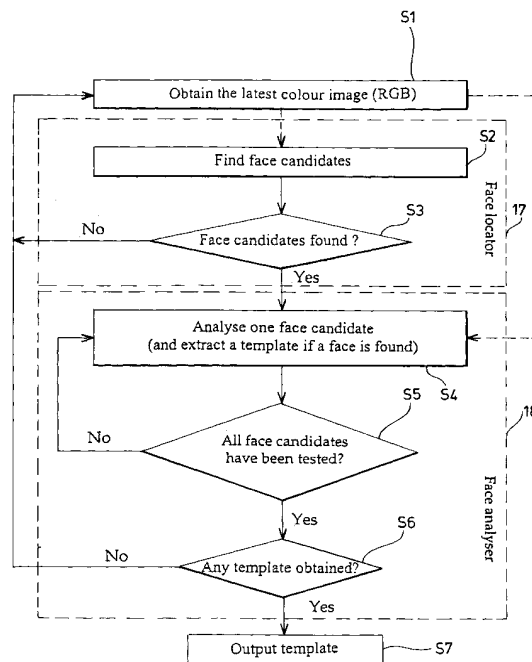 S1
Obtain the latest colour image (RGB)
S2
Find face candidates
S3
No
Face candidates found ?
Face locator
17
Yes
Analyse one face candidate
(and extract a template if a face is found)
S4
S5
18
No
All face candidates
have been tested?
Face analyser
Yes
S6
No
Any template obtained?
Yes
S7
Output template